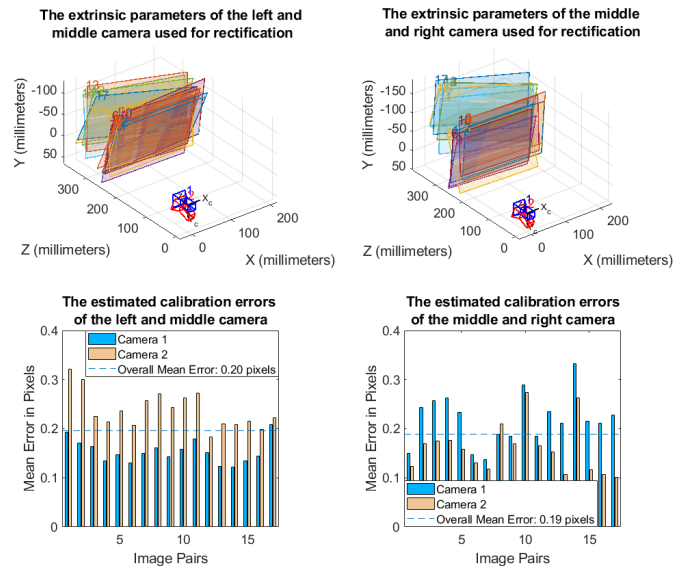 The extrinsic parameters of the left and
middle camera used for rectification
-100
-50
0
50
Y (millimeters)
300
200
100
0
Z (millimeters)
0
100
200
X (millimeters)
1
2
Xc
c
The extrinsic parameters of the middle
and right camera used for rectification
-150
-100
-50
0
50
Y (millimeters)
300
200
100
0
Z (millimeters)
0
100
200
X (millimeters)
1
Xc
c
The estimated calibration errors
of the left and middle camera
0.4
0.3
0.2
0.1
0
Mean Error in Pixels
Camera 1
Camera 2
Overall Mean Error: 0.20 pixels
5 10 15
Image Pairs
The estimated calibration errors
of the middle and right camera
0.4
0.3
0.2
0.1
0
Mean Error in Pixels
Camera 1
Camera 2
Overall Mean Error: 0.19 pixels
5 10 15
Image Pairs